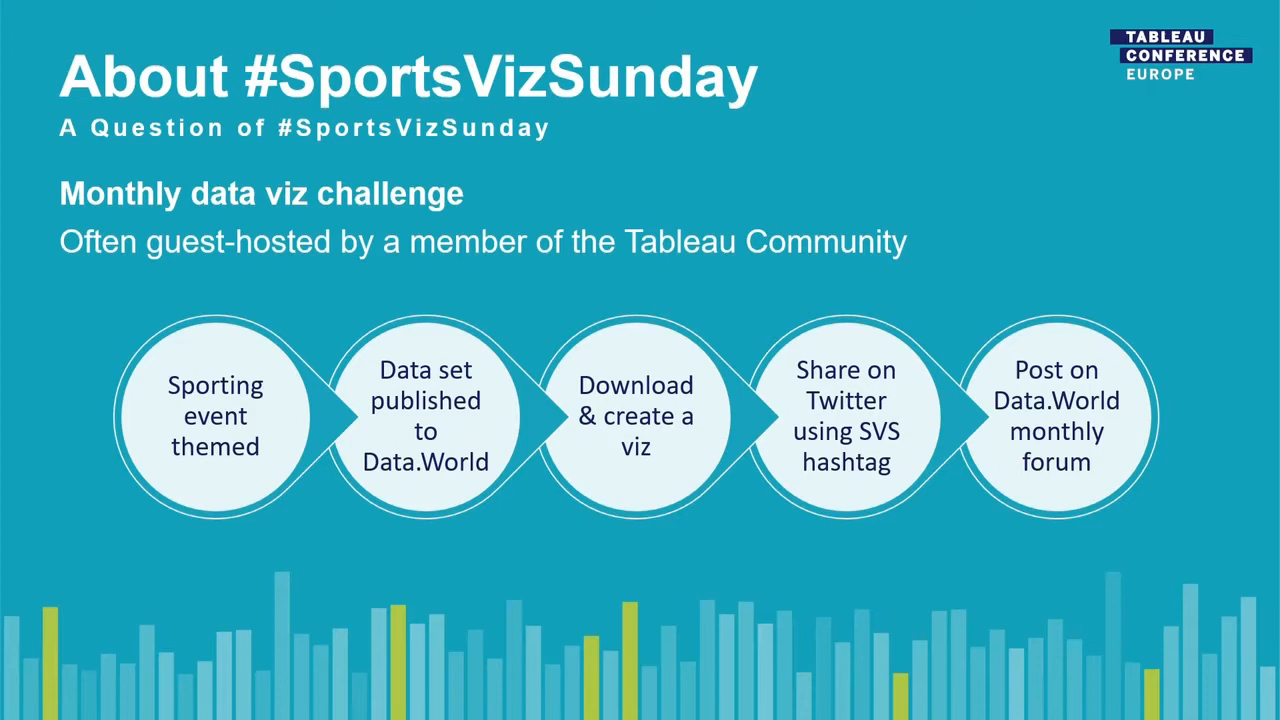 About #SportsVizSunday
A Question of #SportsVizSunday
TABLEAU
CONFERENCE
EUROPE
Monthly data viz challenge
Often guest-hosted by a member of the Tableau Community
Sporting
event
themed
Data set
published
to
Data.World
Download
& create a
viz
Share on
Twitter
using SVS
hashtag
Post on
Data.World
monthly
forum